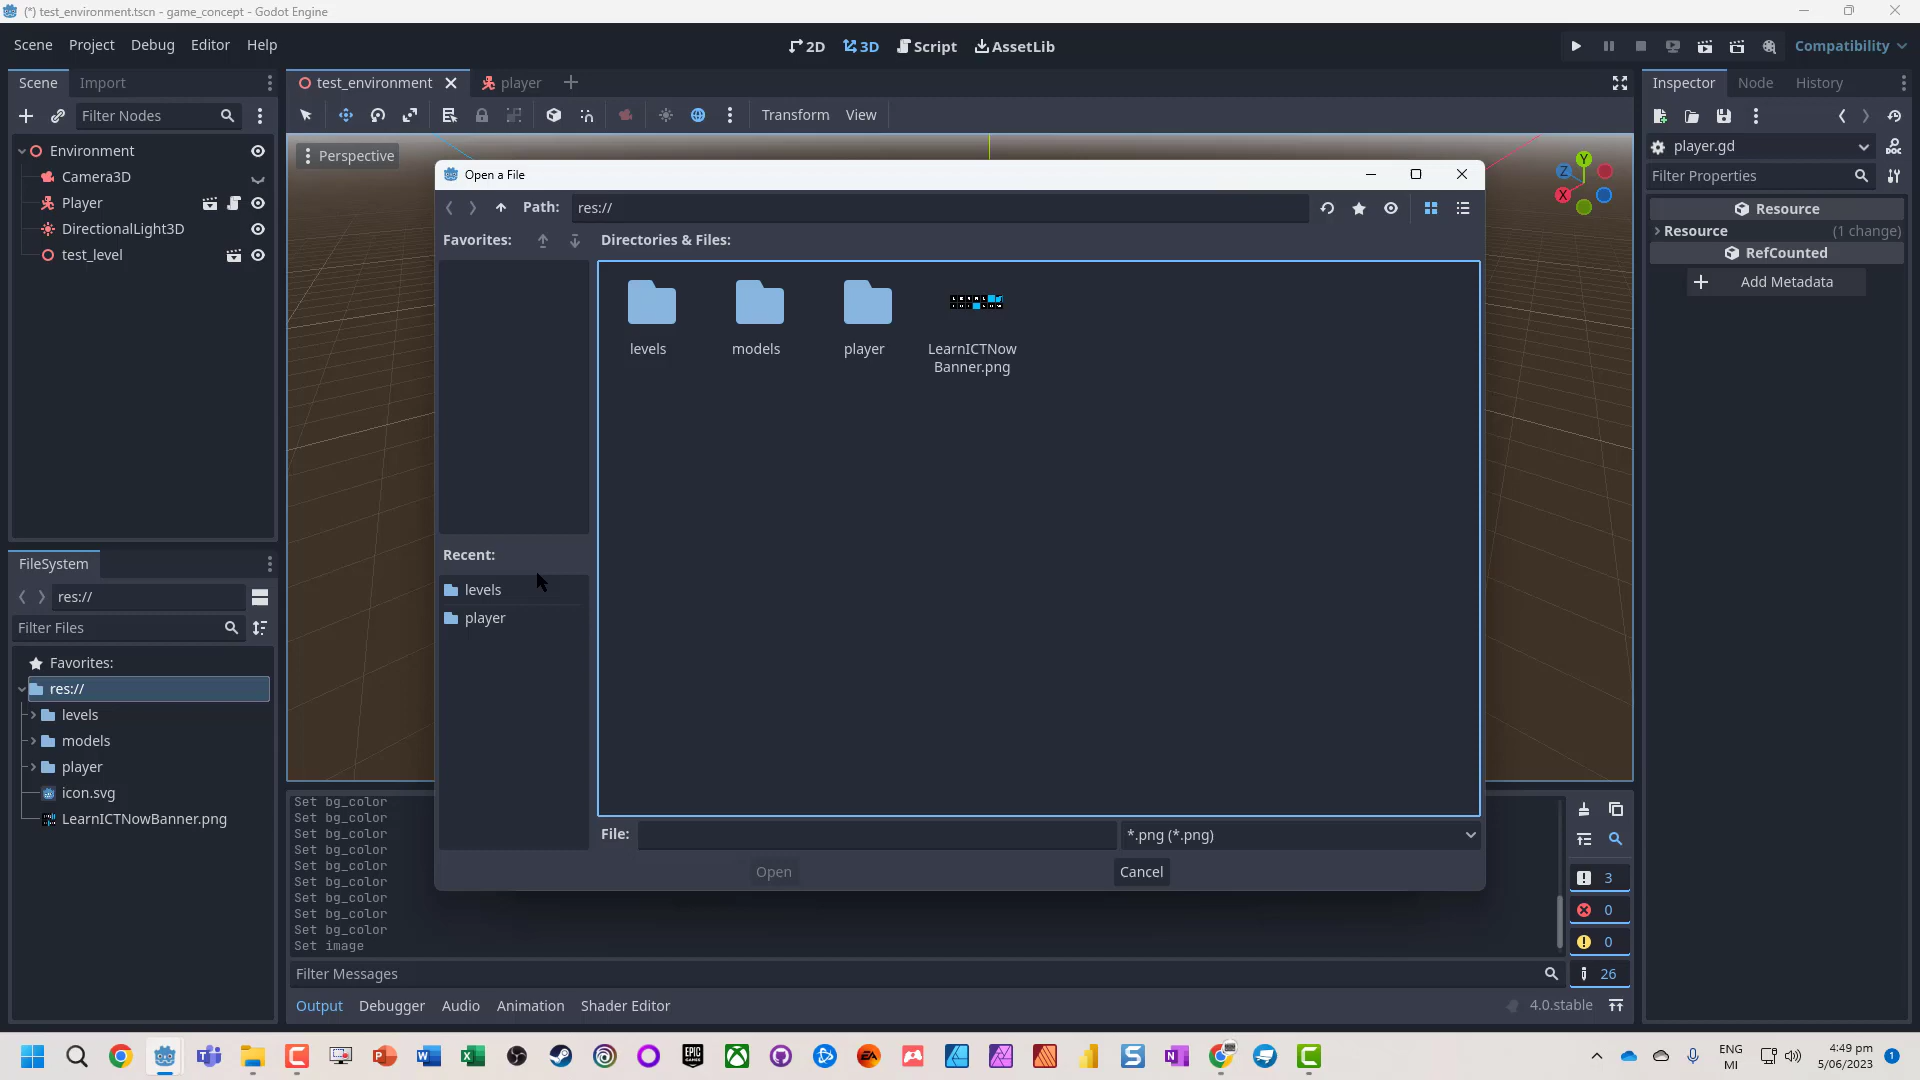 (*) test_environment.tscn - game_concept - Godot Engine
Scene Project Debug Editor Help
2D 3D Script AssetLib
Compatibility
Scene Import
test_environment player
Inspector Node History
Filter Nodes
Transform View
player.gd
Filter Properties
Resource
Resource (1 change)
RefCounted
Add Metadata
Environment
Camera3D
Player
DirectionalLight3D
test_level
Perspective
X Y Z
Open a File
Path: res://
Favorites: Directories & Files:
levels models player LearnICTNow
Banner.png
Recent:
levels
player
File: *.png (*.png)
Open Cancel
FileSystem
res://
Filter Files
Favorites:
res://
levels
models
player
icon.svg
LearnICTNowBanner.png
Set bg_color
Set bg_color
Set bg_color
Set bg_color
Set bg_color
Set bg_color
Set bg_color
Set bg_color
Set bg_color
Set image
3
0
0
26
Filter Messages
Output Debugger Audio Animation Shader Editor
4.0.stable
ENG
MI
4:49 pm
5/06/2023
1